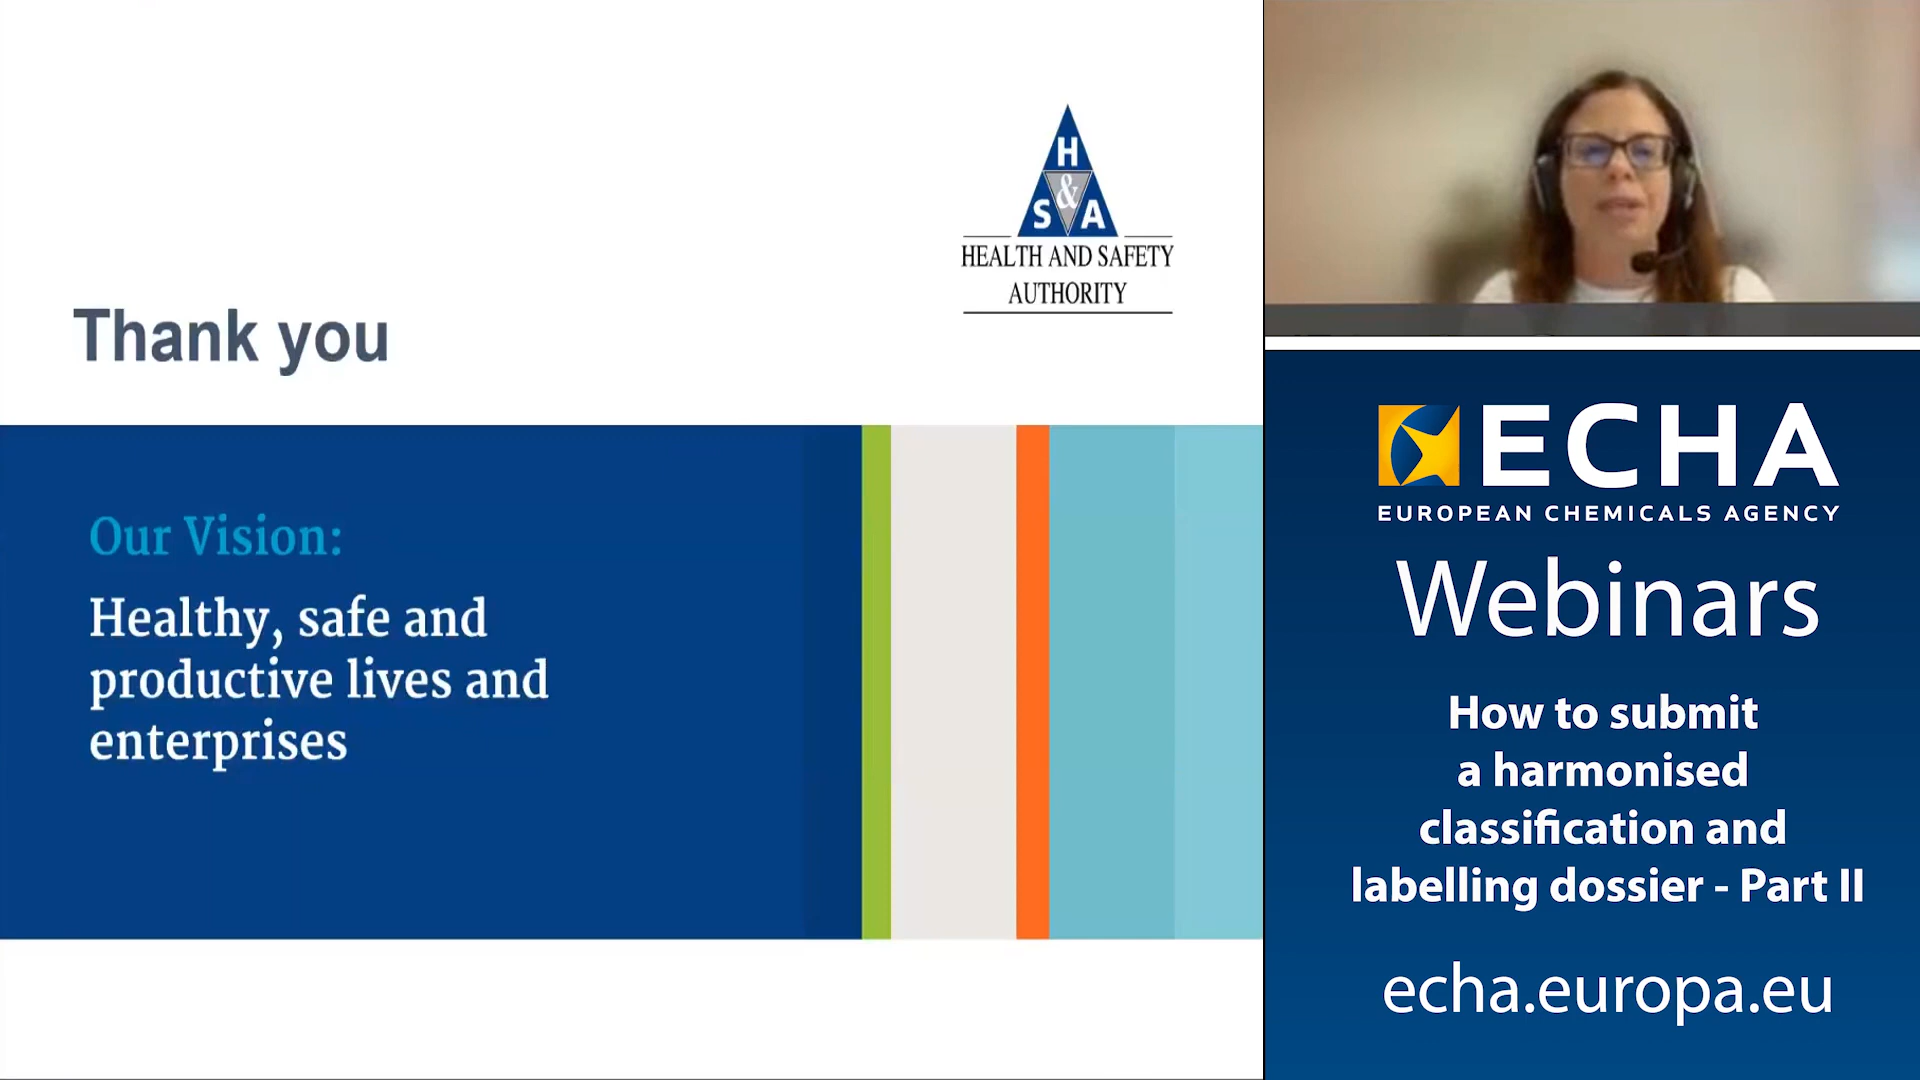 H
&
S A
HEALTH AND SAFETY
AUTHORITY
Thank you
Our Vision:
Healthy, safe and
productive lives and
enterprises
ECHA
EUROPEAN CHEMICALS AGENCY
Webinars
How to submit
a harmonised
classification and
labelling dossier - Part II
echa.europa.eu